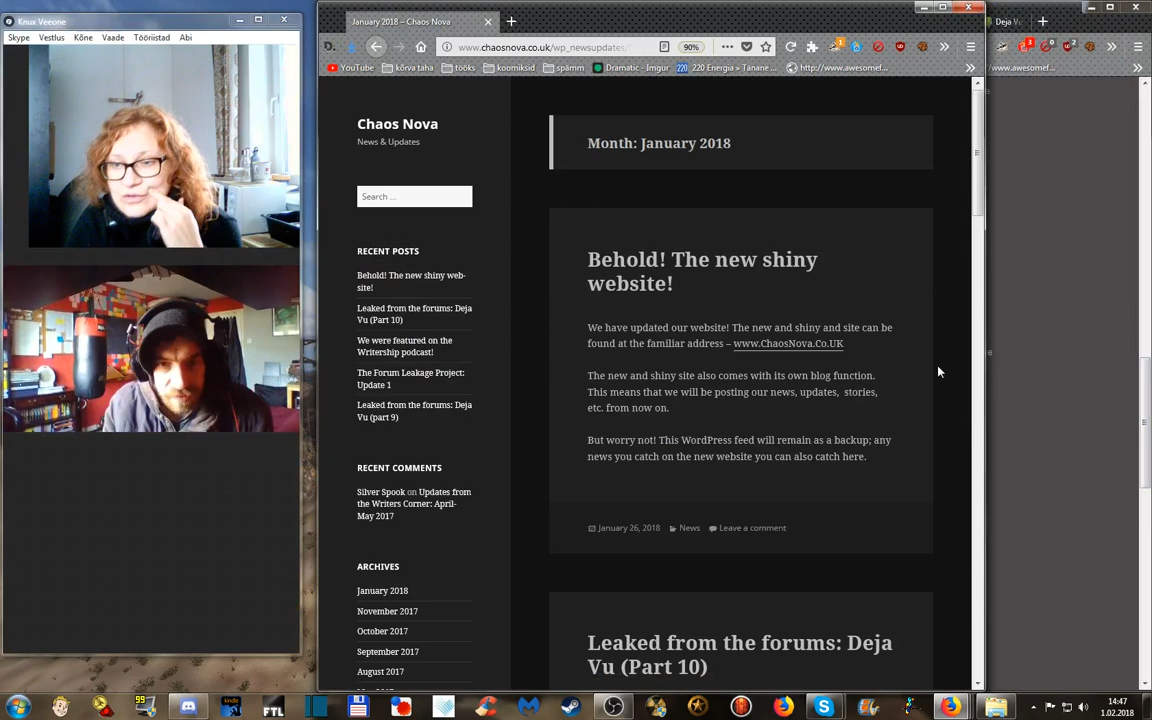 Knux Veeone
Skype Vestlus Kõne Vaade Tööriistad Abi
January 2018 – Chaos Nova
Deja Vu
www.chaosnova.co.uk/wp_newsupdates/
90%
YouTube kõrva taha tööks koomiksid spämm Dramatic - Imgur 220 Energia » Tänane... http://www.awesomef...
awesomef...
Chaos Nova
News & Updates
Search ...
RECENT POSTS
Behold! The new shiny web-
site!
Leaked from the forums: Deja
Vu (Part 10)
We were featured on the
Writership podcast!
The Forum Leakage Project:
Update 1
Leaked from the forums: Deja
Vu (part 9)
RECENT COMMENTS
Silver Spook on Updates from
the Writers Corner: April-
May 2017
ARCHIVES
January 2018
November 2017
October 2017
September 2017
August 2017
Month: January 2018
Behold! The new shiny
website!
We have updated our website! The new and shiny and site can be
found at the familiar address – www.ChaosNova.Co.UK
The new and shiny site also comes with its own blog function.
This means that we will be posting our news, updates, stories,
etc. from now on.
But worry not! This WordPress feed will remain as a backup; any
news you catch on the new website you can also catch here.
January 26, 2018 News Leave a comment
Leaked from the forums: Deja
Vu (Part 10)
99
kindle
FTL
14:47
1.02.2018